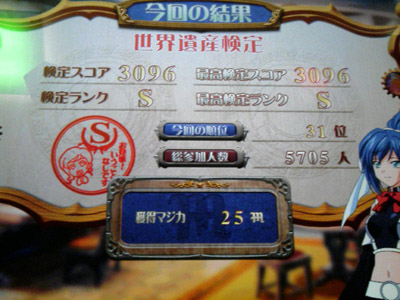 今回の結果
世界遺産検定
検定スコア 3096 最高検定スコア 3096
検定ランク S 最高検定ランク S
S
今回の順位 31 位
総参加人数 5705 人
獲得マジカ 25 枚